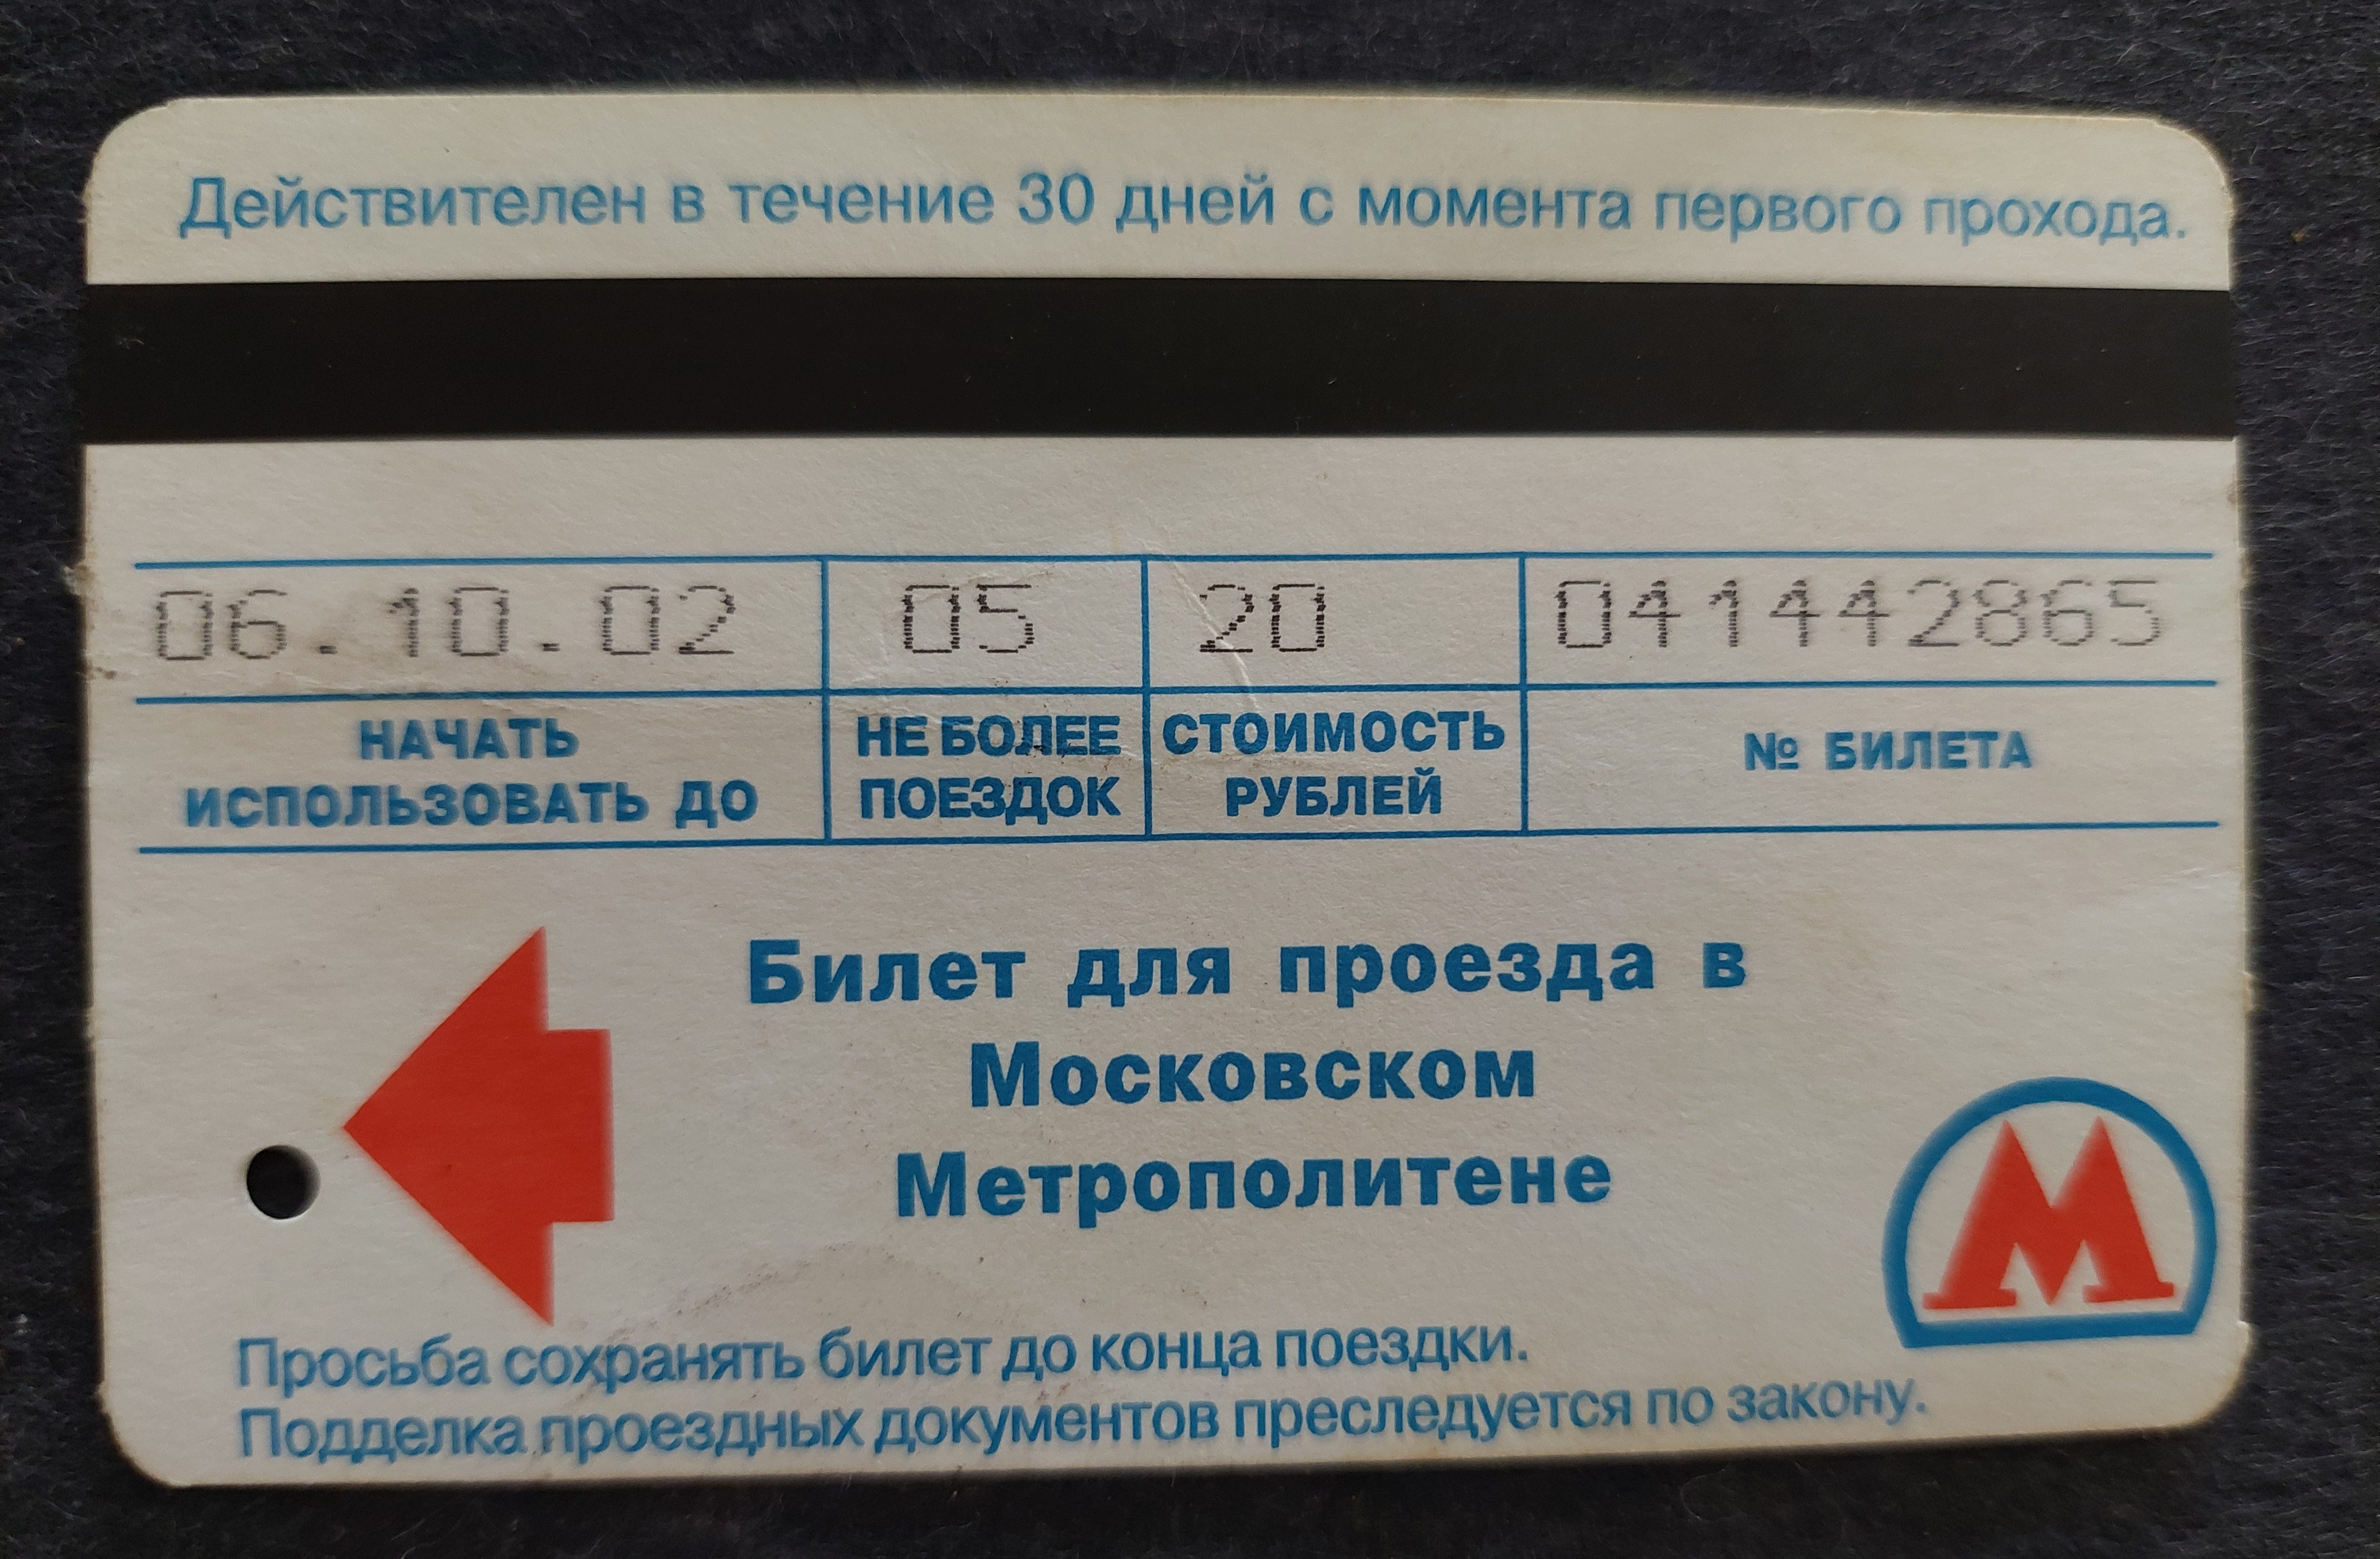 Действителен в течение 30 дней с момента первого прохода.
06.10.02 05 20 041442865
НАЧАТЬ ИСПОЛЬЗОВАТЬ ДО
НЕ БОЛЕЕ ПОЕЗДОК
СТОИМОСТЬ РУБЛЕЙ
№ БИЛЕТА
Билет для проезда в
Московском
Метрополитене
М
Просьба сохранять билет до конца поездки.
Подделка проездных документов преследуется по закону.